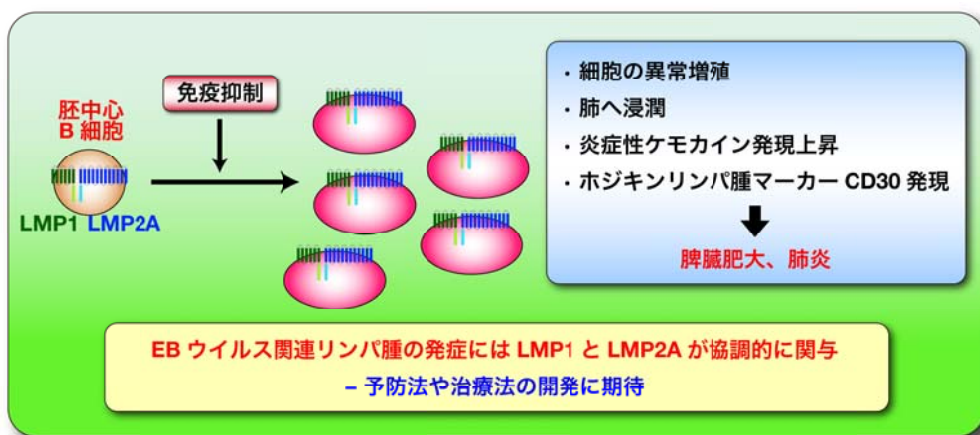 免疫抑制
胚中心
B 細胞
LMP1 LMP2A
・細胞の異常増殖
・肺へ浸潤
・炎症性ケモカイン発現上昇
・ホジキンリンパ腫マーカー CD30 発現
脾臓肥大、肺炎
EB ウイルス関連リンパ腫の発症には LMP1 と LMP2A が協調的に関与
– 予防法や治療法の開発に期待